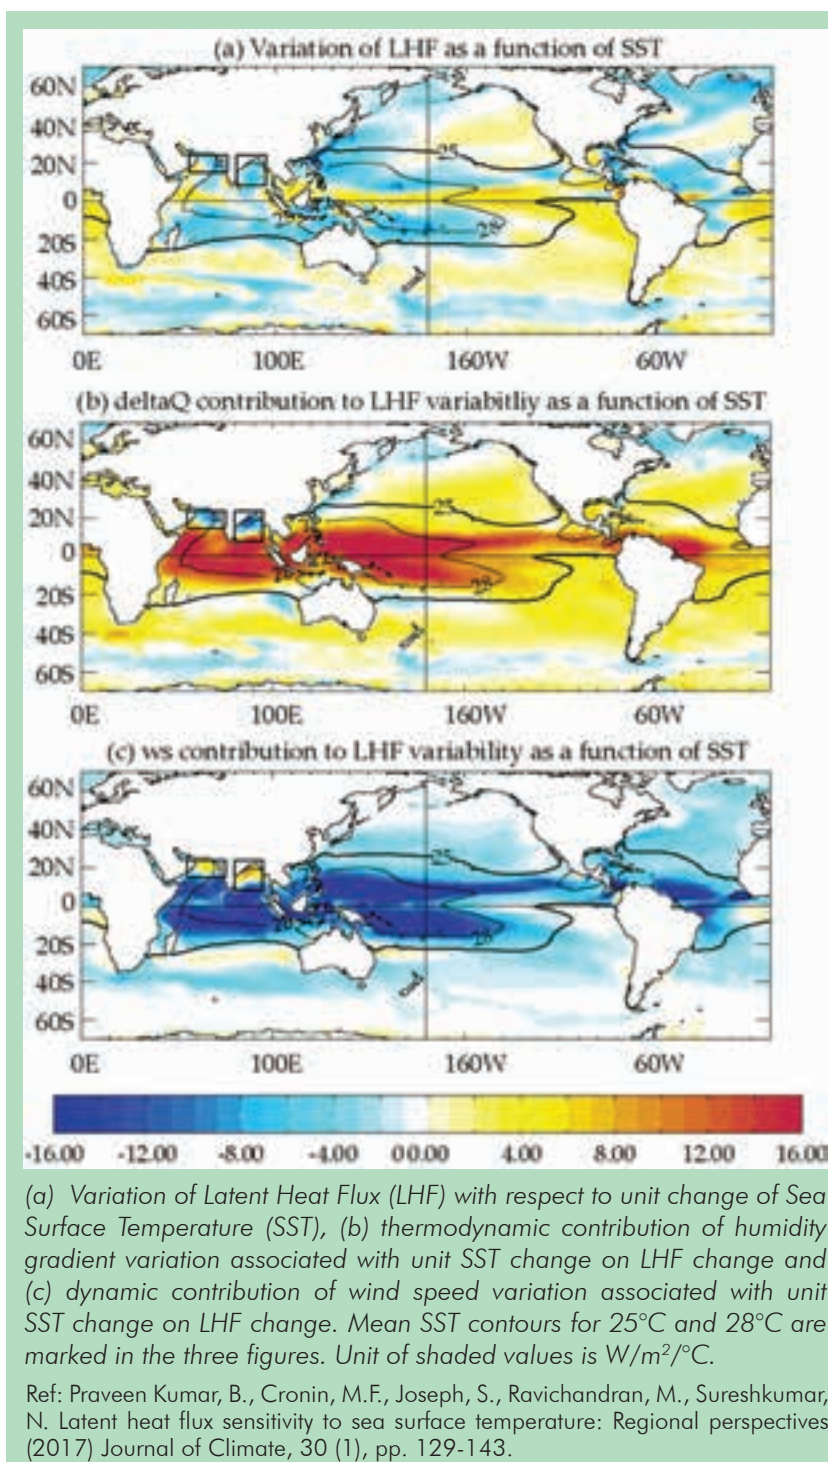 (a) Variation of LHF as a function of SST
60N
40N
20N
0
20S
40S
60S
25
28
0E 100E 160W 60W
(b) deltaQ contribution to LHF variabitliy as a function of SST
60N
40N
20N
0
20S
40S
60S
25
28
0E 100E 160W 60W
(c) ws contribution to LHF variability as a function of SST
60N
40N
20N
0
20S
40S
60S
25
28
0E 100E 160W 60W
-16.00 -12.00 -8.00 -4.00 00.00 4.00 8.00 12.00 16.00
(a) Variation of Latent Heat Flux (LHF) with respect to unit change of Sea
Surface Temperature (SST), (b) thermodynamic contribution of humidity
gradient variation associated with unit SST change on LHF change and
(c) dynamic contribution of wind speed variation associated with unit
SST change on LHF change. Mean SST contours for 25°C and 28°C are
marked in the three figures. Unit of shaded values is W/m²/°C.
Ref: Praveen Kumar, B., Cronin, M.F., Joseph, S., Ravichandran, M., Sureshkumar,
N. Latent heat flux sensitivity to sea surface temperature: Regional perspectives
(2017) Journal of Climate, 30 (1), pp. 129-143.